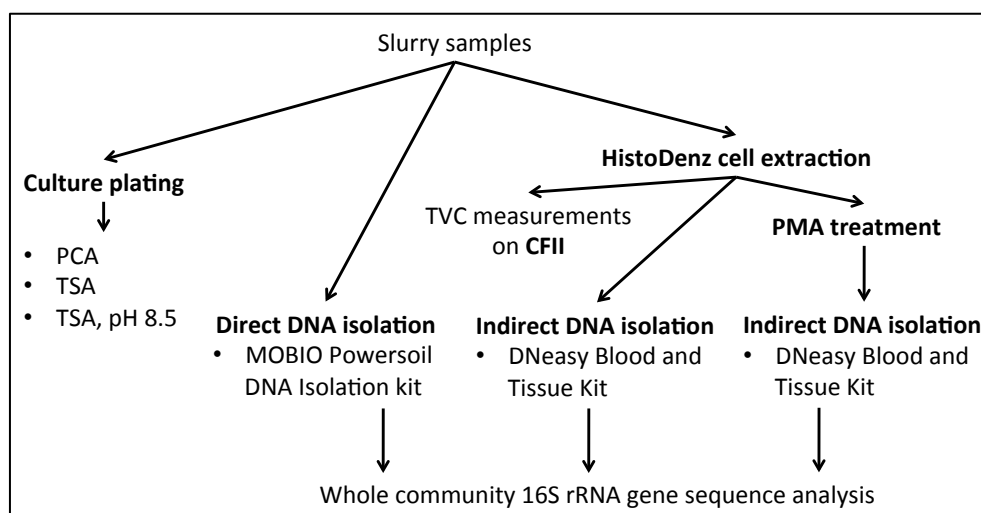 Slurry samples
HistoDenz cell extraction
Culture plating
• PCA
• TSA
• TSA, pH 8.5
TVC measurements
on CFII
PMA treatment
Direct DNA isolation
• MOBIO Powersoil
DNA Isolation kit
Indirect DNA isolation
• DNeasy Blood and
Tissue Kit
Indirect DNA isolation
• DNeasy Blood and
Tissue Kit
Whole community 16S rRNA gene sequence analysis